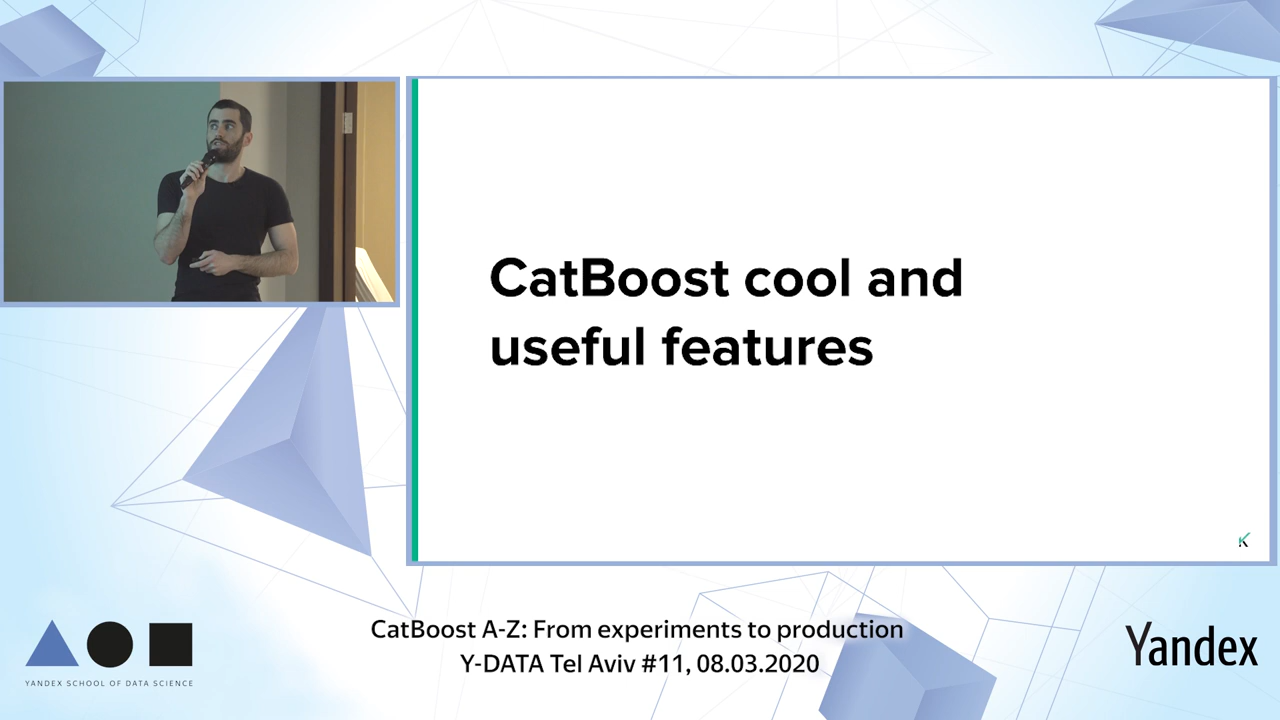 CatBoost cool and
useful features
K
CatBoost A-Z: From experiments to production
Y-DATA Tel Aviv #11, 08.03.2020
YANDEX SCHOOL OF DATA SCIENCE
Yandex